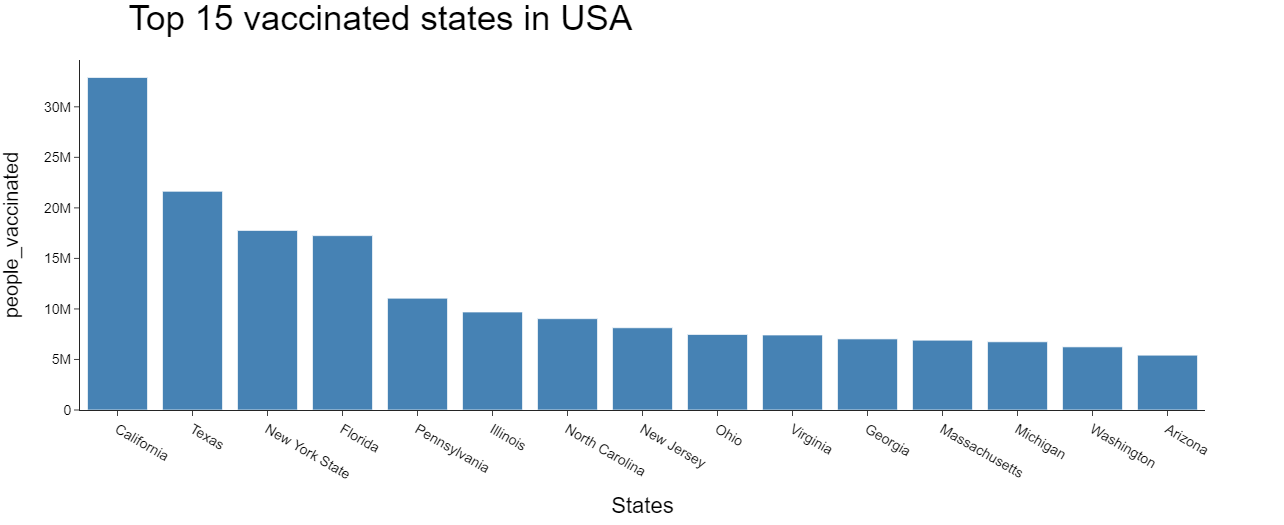 Top 15 vaccinated states in USA
people_vaccinated
30M
25M
20M
15M
10M
5M
0
California
Texas
New York State
Florida
Pennsylvania
Illinois
North Carolina
New Jersey
Ohio
Virginia
Georgia
Massachusetts
Michigan
Washington
Arizona
States